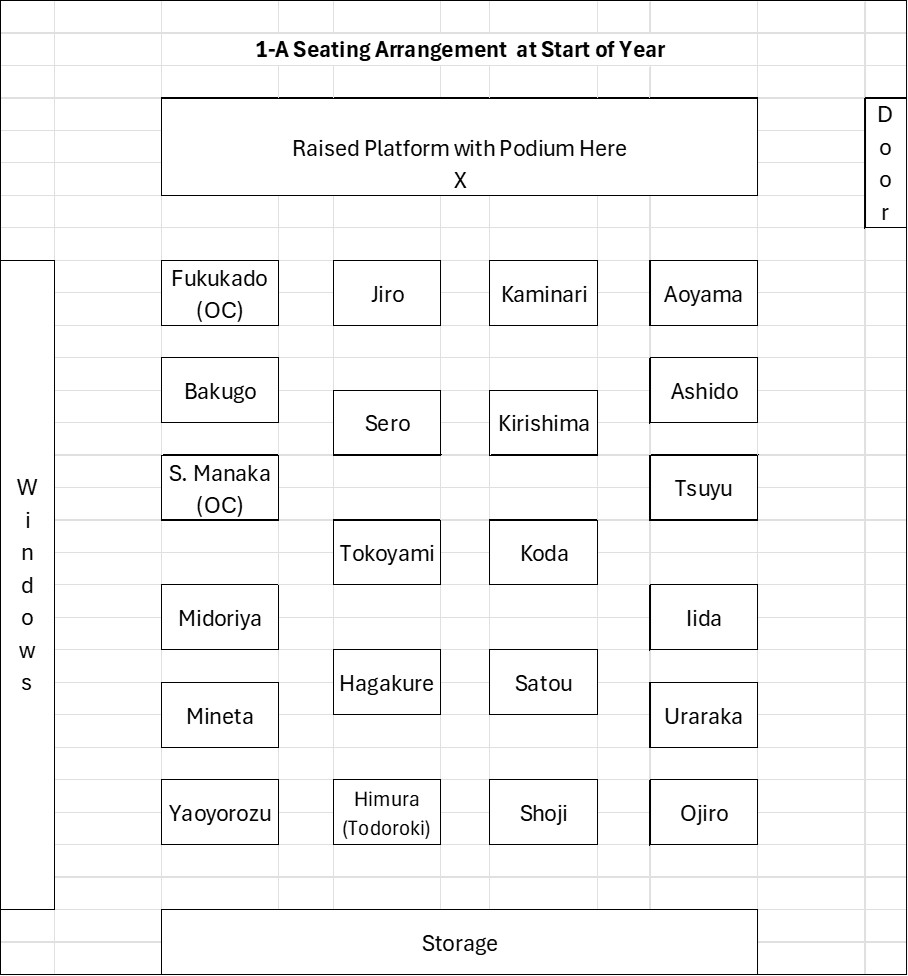 1-A Seating Arrangement  at Start of Year
Raised Platform with Podium Here
X
D
o
o
r
Fukukado
(OC)
Jiro
Kaminari
Aoyama
Bakugo
Ashido
Sero
Kirishima
S. Manaka
(OC)
Tsuyu
W
i
n
d
o
w
s
Tokoyami
Koda
Midoriya
Iida
Hagakure
Satou
Mineta
Uraraka
Yaoyorozu
Himura
(Todoroki)
Shoji
Ojiro
Storage